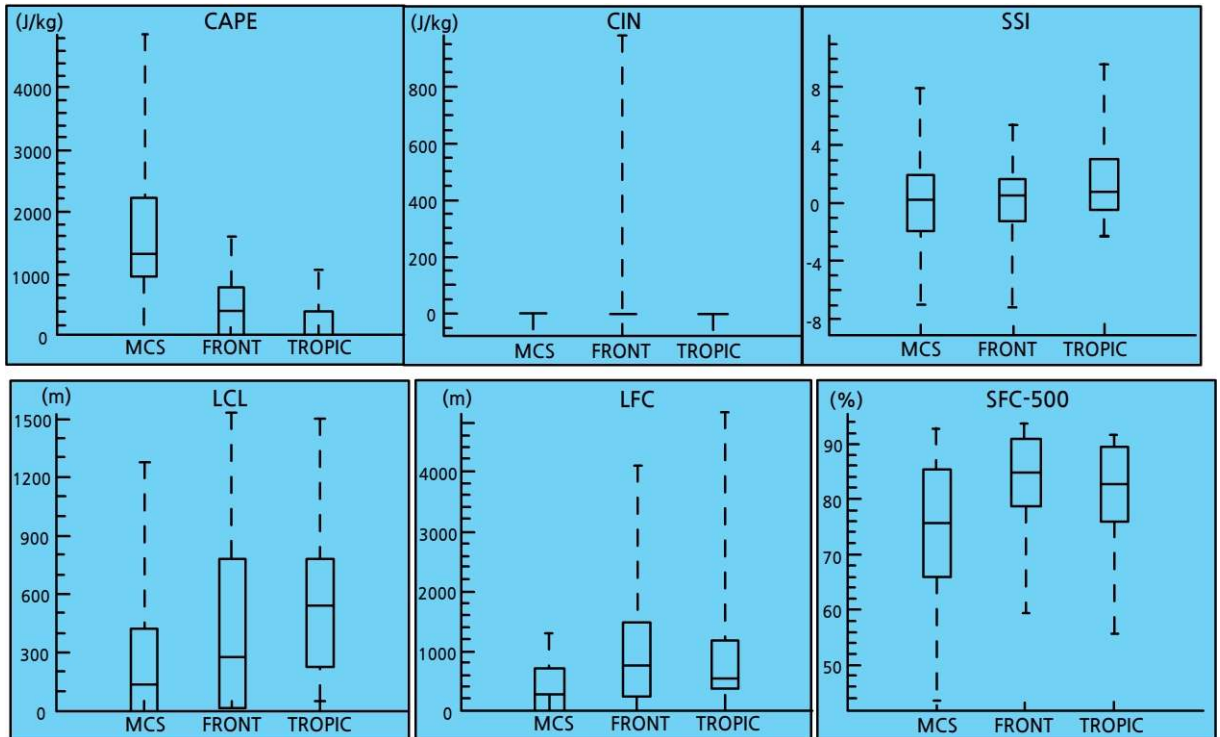 (J/kg) CAPE
4000
3000
2000
1000
0
MCS FRONT TROPIC
(J/kg) CIN
800
600
400
200
0
MCS FRONT TROPIC
SSI
8
4
0
-4
-8
MCS FRONT TROPIC
(m) LCL
1500
1200
900
600
300
0
MCS FRONT TROPIC
(m) LFC
4000
3000
2000
1000
0
MCS FRONT TROPIC
(%) SFC-500
90
80
70
60
50
MCS FRONT TROPIC